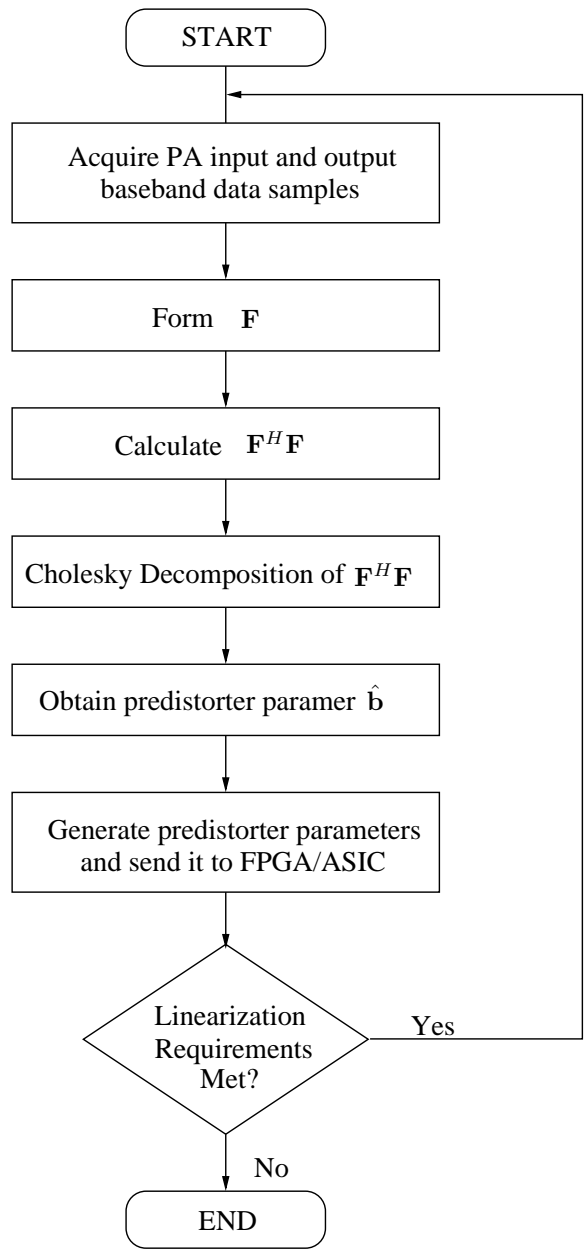 START
Acquire PA input and output
baseband data samples
Form F
Calculate F^H F
Cholesky Decomposition of F^H F
Obtain predistorter paramer b̂
Generate predistorter parameters
and send it to FPGA/ASIC
Linearization
Requirements
Met?
Yes
No
END